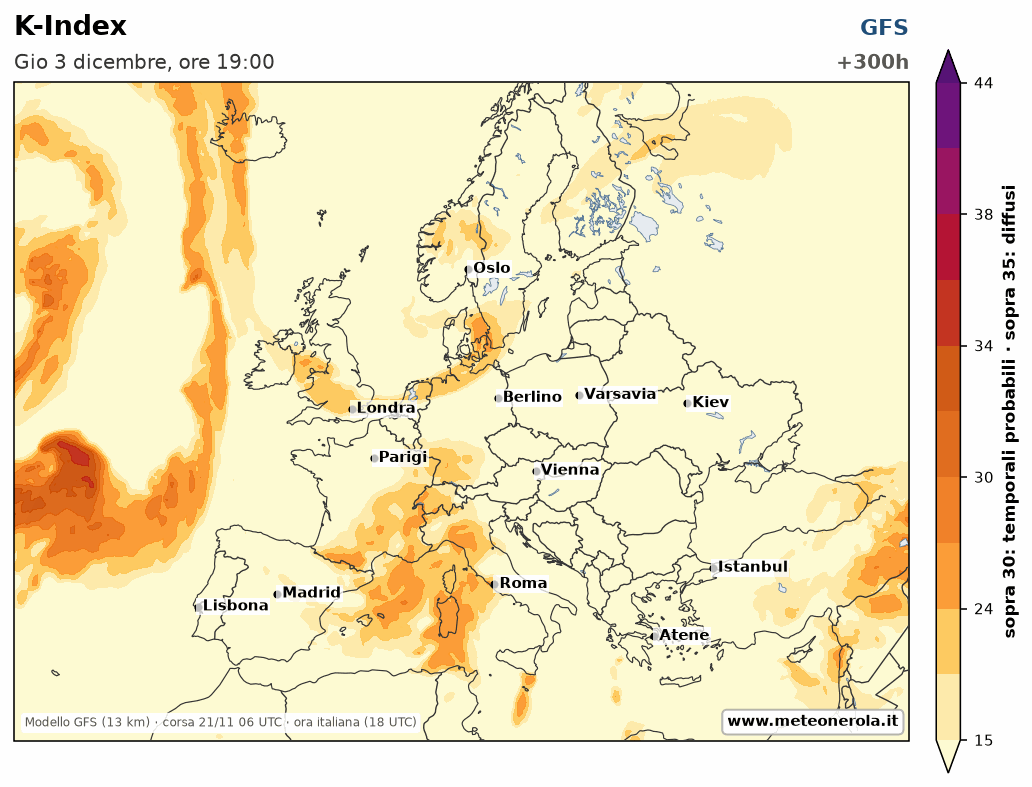 K-Index
GFS
Gio 3 dicembre, ore 19:00
+300h
44
38
34
30
24
15
sopra 30: temporali probabili · sopra 35: diffusi
Oslo
Londra
Berlino
Varsavia
Kiev
Parigi
Vienna
Istanbul
Roma
Madrid
Lisbona
Atene
Modello GFS (13 km) · corsa 21/11 06 UTC · ora italiana (18 UTC)
www.meteonerola.it